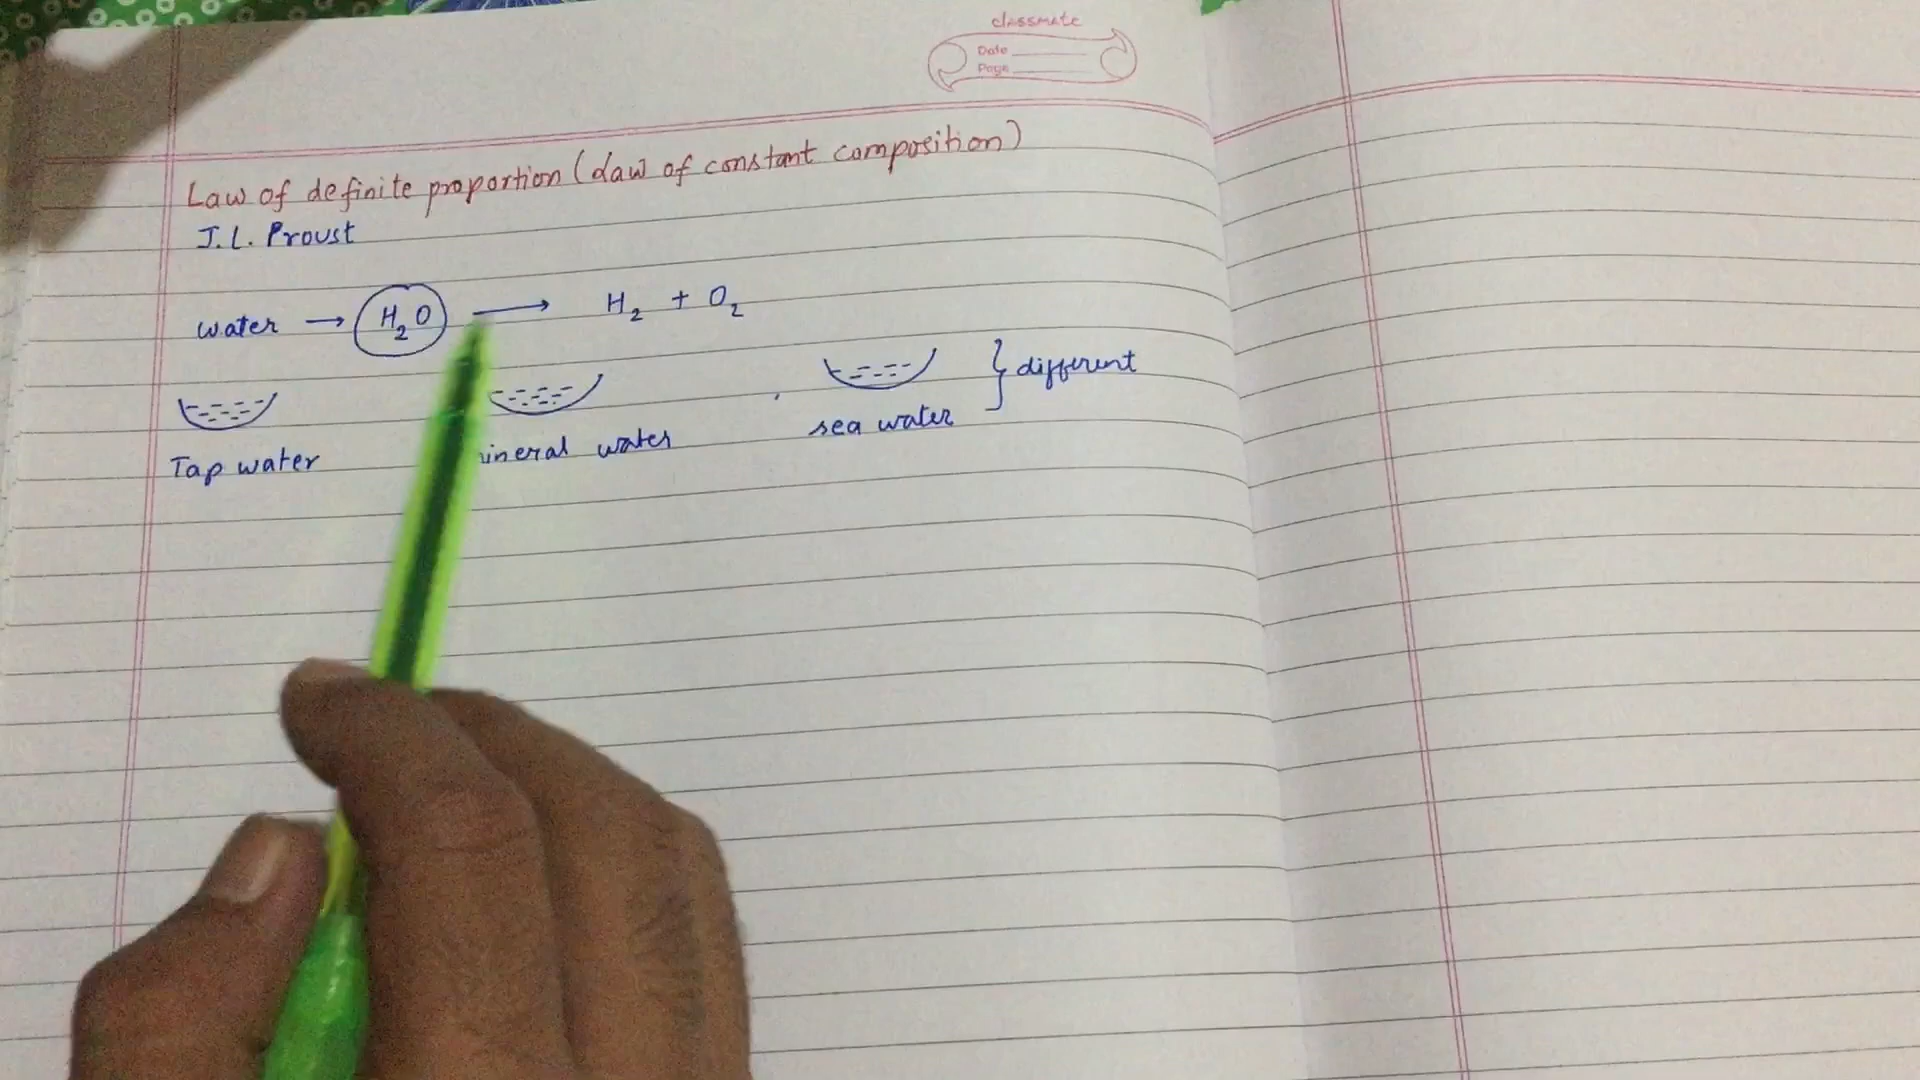 classmate
Date
Page
Law of definite proportion (Law of constant composition)
J. L. Proust
water → H₂O → H₂ + O₂
} different
Tap water ineral water sea water